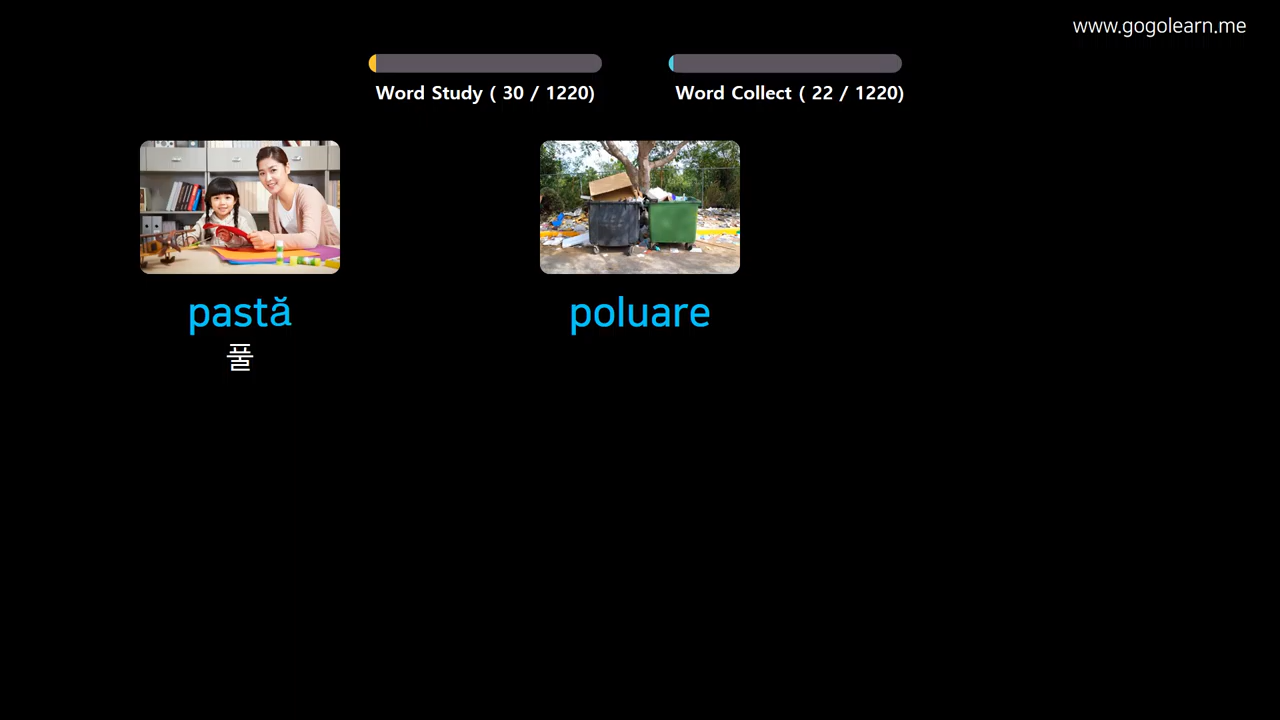 www.gogolearn.me
Word Study ( 30 / 1220)
Word Collect ( 22 / 1220)
pastă
풀
poluare